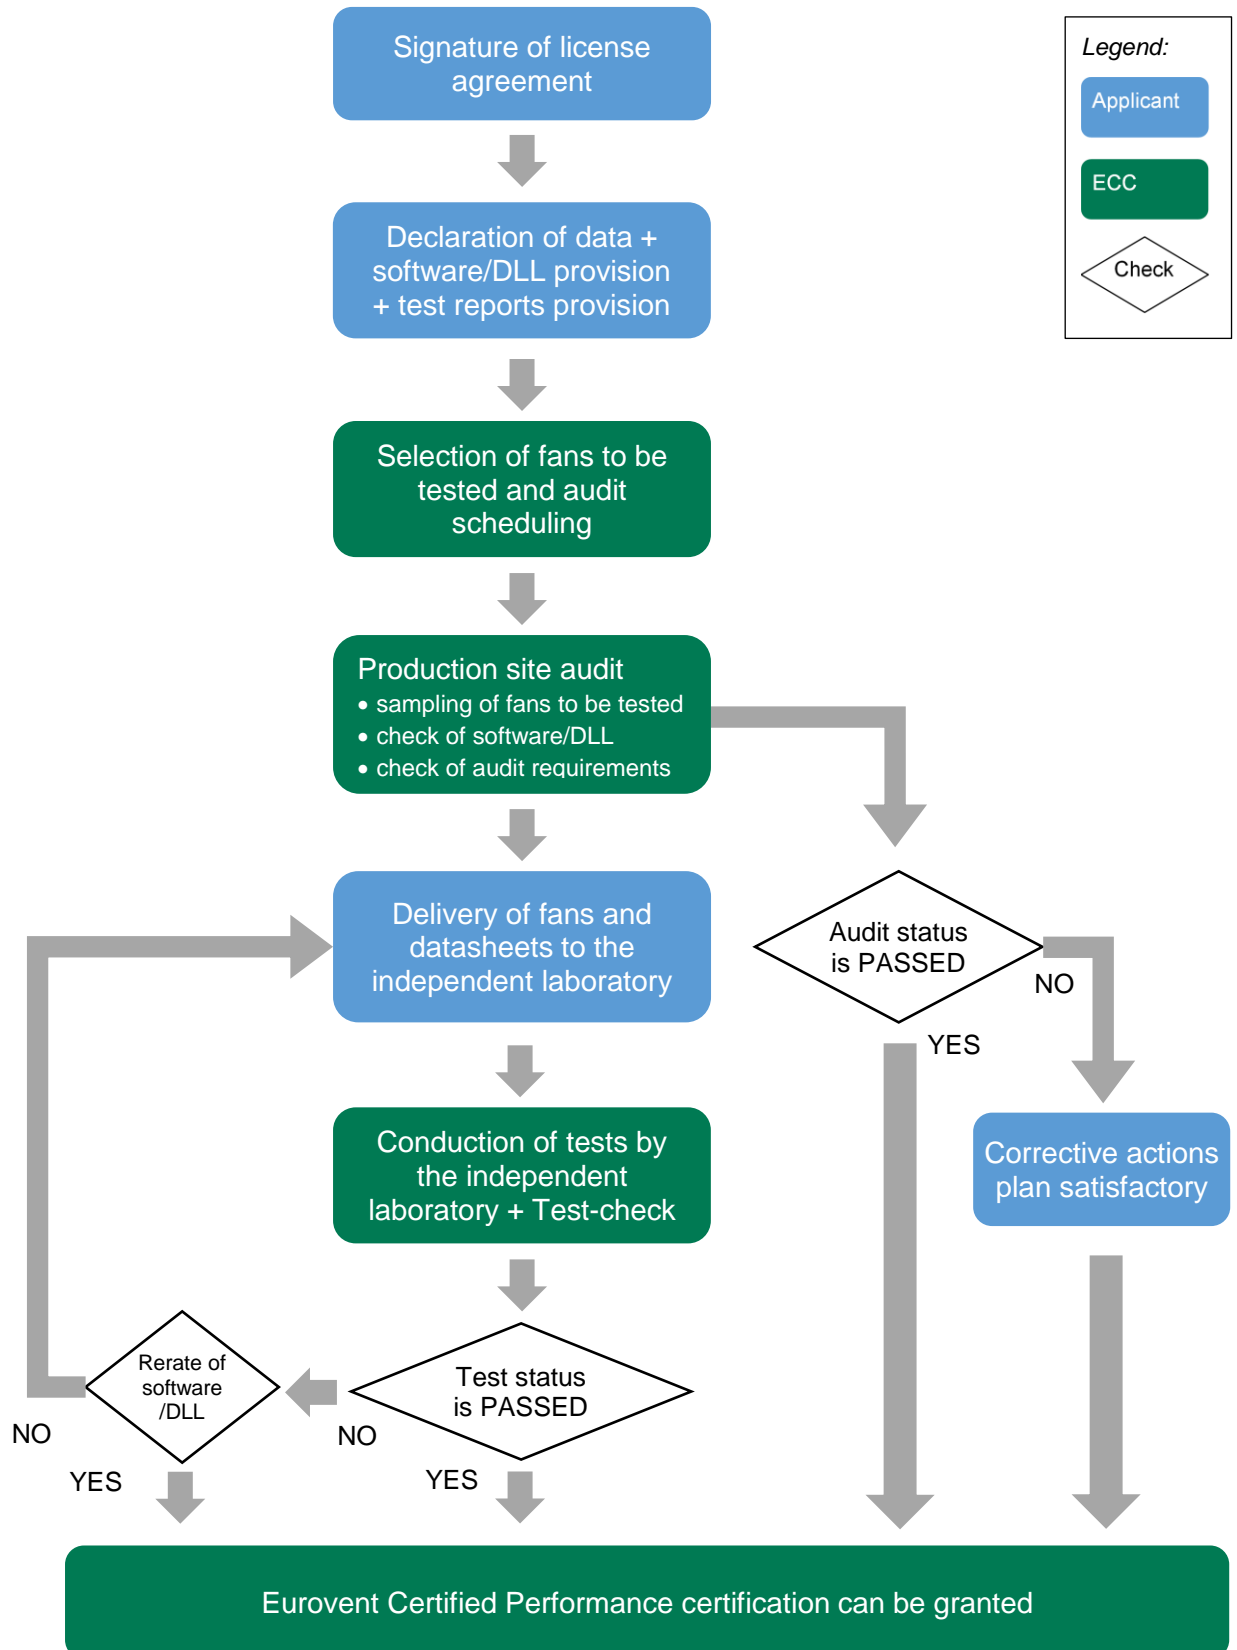 Signature of license
agreement
Legend:
Applicant
ECC
Check
Declaration of data +
software/DLL provision
+ test reports provision
Selection of fans to be
tested and audit
scheduling
Production site audit
• sampling of fans to be tested
• check of software/DLL
• check of audit requirements
Delivery of fans and
datasheets to the
independent laboratory
Audit status
is PASSED
NO
YES
Conduction of tests by
the independent
laboratory + Test-check
Corrective actions
plan satisfactory
Rerate of
software
/DLL
Test status
is PASSED
NO
NO
YES
YES
Eurovent Certified Performance certification can be granted